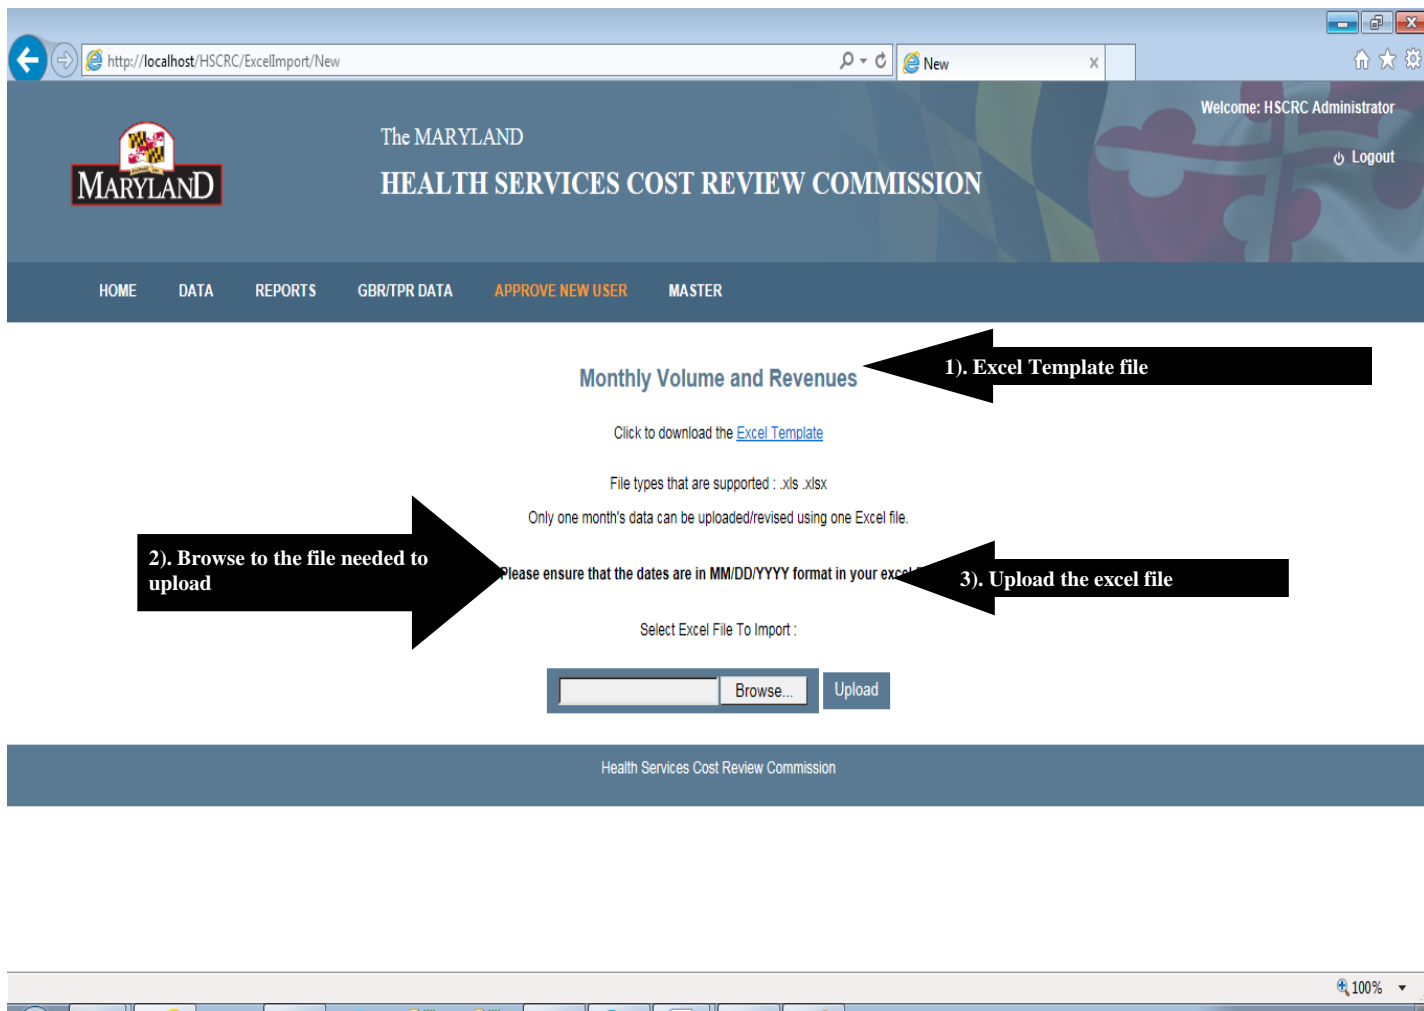 http://localhost/HSCRC/ExcelImport/New
New
Welcome: HSCRC Administrator
Logout
MARYLAND
The MARYLAND
HEALTH SERVICES COST REVIEW COMMISSION
HOME DATA REPORTS GBR/TPR DATA APPROVE NEW USER MASTER
Monthly Volume and Revenues
1). Excel Template file
Click to download the Excel Template
File types that are supported : .xls .xlsx
Only one month's data can be uploaded/revised using one Excel file.
2). Browse to the file needed to
upload
Please ensure that the dates are in MM/DD/YYYY format in your excel
3). Upload the excel file
Select Excel File To Import :
Browse...
Upload
Health Services Cost Review Commission
100%